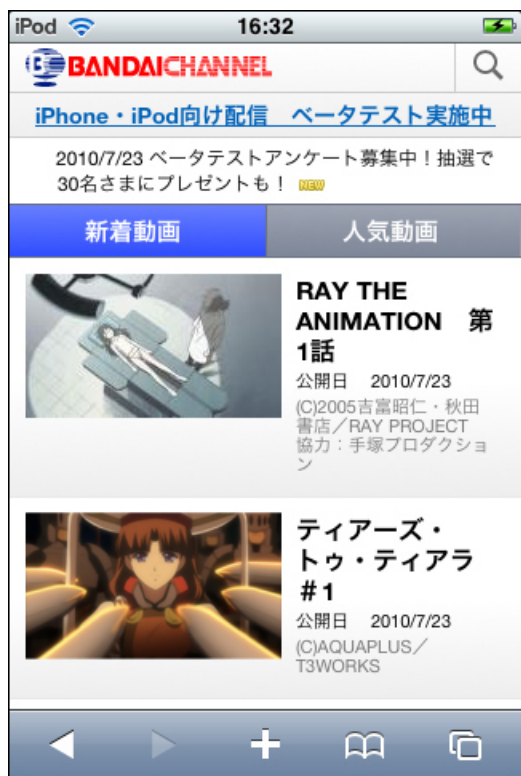 iPod 16:32
BANDAI CHANNEL
iPhone・iPod向け配信　ベータテスト実施中
2010/7/23 ベータテストアンケート募集中！抽選で
30名さまにプレゼントも！ NEW
新着動画 人気動画
RAY THE
ANIMATION　第
1話
公開日　2010/7/23
(C)2005吉富昭仁・秋田
書店／RAY PROJECT
協力：手塚プロダクショ
ン
ティアーズ・
トゥ・ティアラ
＃1
公開日　2010/7/23
(C)AQUAPLUS／
T3WORKS